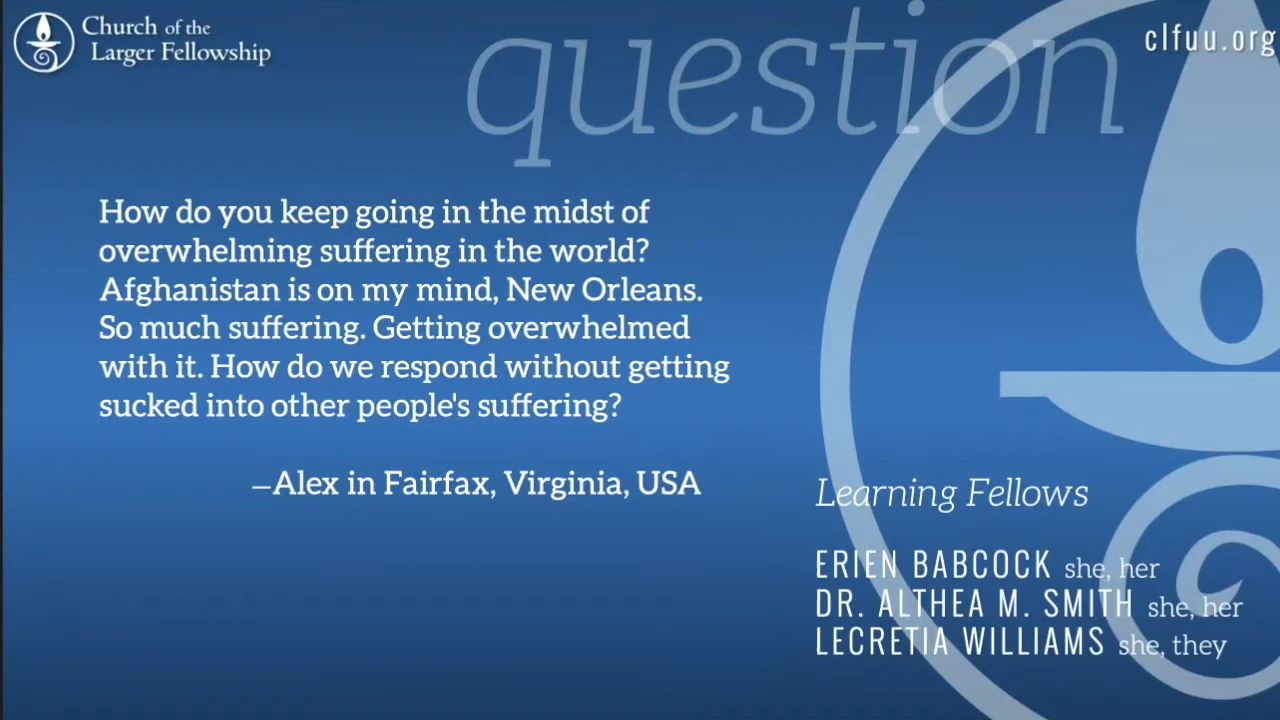 Church of the
Larger Fellowship
question
clfuu.org
How do you keep going in the midst of
overwhelming suffering in the world?
Afghanistan is on my mind, New Orleans.
So much suffering. Getting overwhelmed
with it. How do we respond without getting
sucked into other people's suffering?
—Alex in Fairfax, Virginia, USA
Learning Fellows
ERIEN BABCOCK she, her
DR. ALTHEA M. SMITH she, her
LECRETIA WILLIAMS she, they